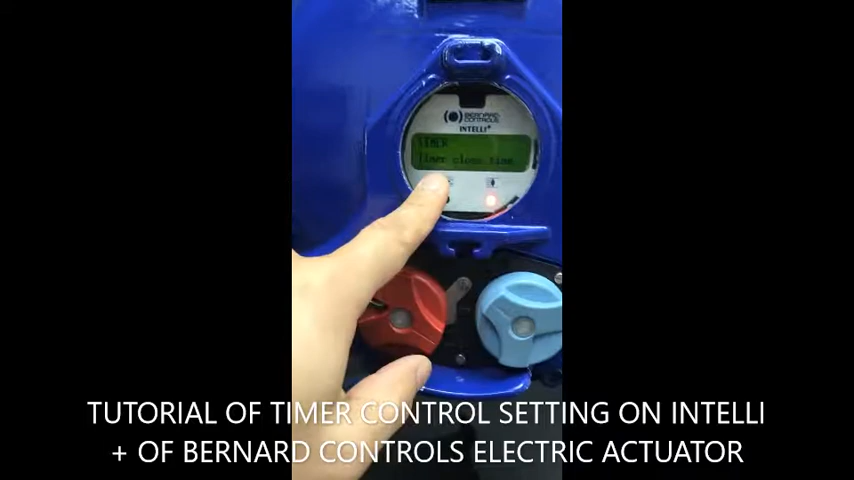 BERNARD
CONTROLS
INTELLI+
TIMER
Timer close time
TUTORIAL OF TIMER CONTROL SETTING ON INTELLI
+ OF BERNARD CONTROLS ELECTRIC ACTUATOR